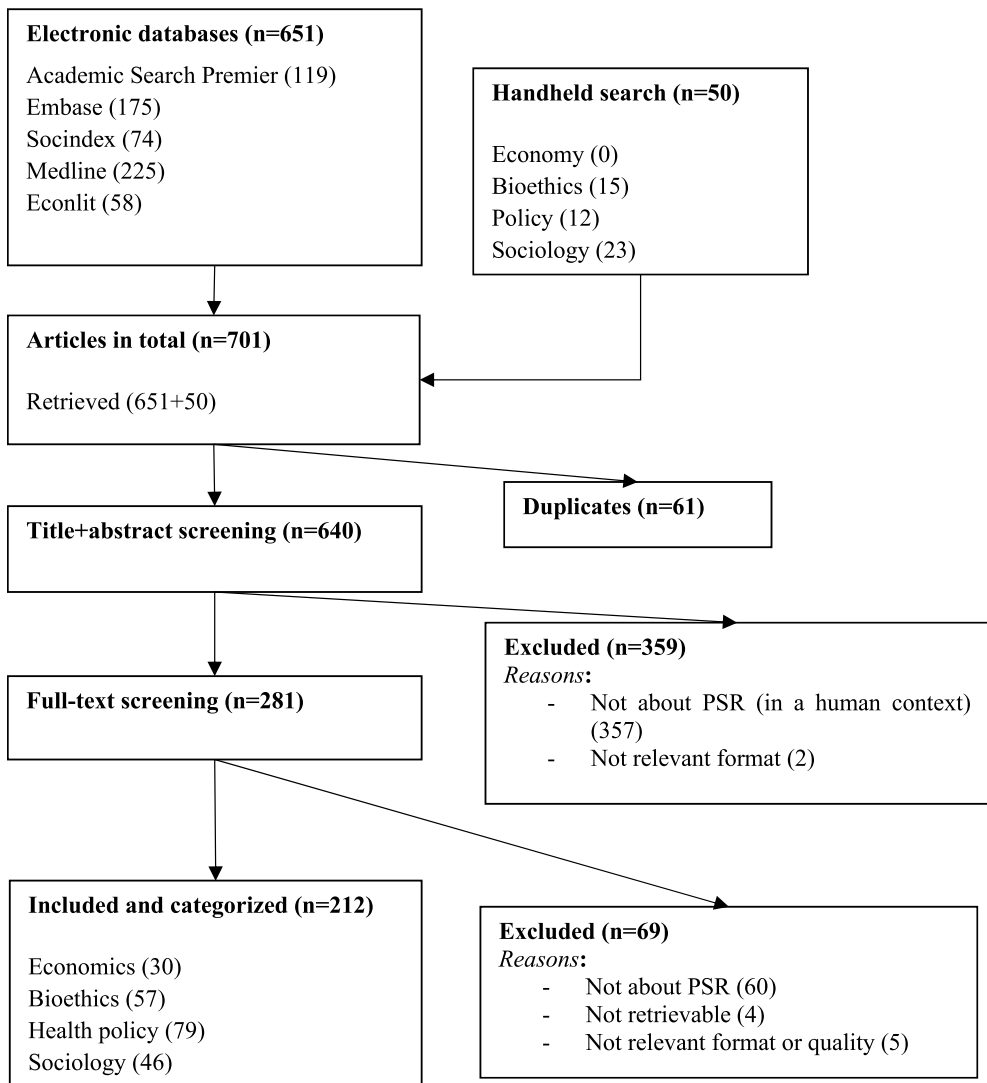 Electronic databases (n=651)
Academic Search Premier (119)
Embase (175)
Socindex (74)
Medline (225)
Econlit (58)
Handheld search (n=50)
Economy (0)
Bioethics (15)
Policy (12)
Sociology (23)
Articles in total (n=701)
Retrieved (651+50)
Duplicates (n=61)
Title+abstract screening (n=640)
Excluded (n=359)
Reasons:
- Not about PSR (in a human context)
(357)
- Not relevant format (2)
Full-text screening (n=281)
Included and categorized (n=212)
Economics (30)
Bioethics (57)
Health policy (79)
Sociology (46)
Excluded (n=69)
Reasons:
- Not about PSR (60)
- Not retrievable (4)
- Not relevant format or quality (5)